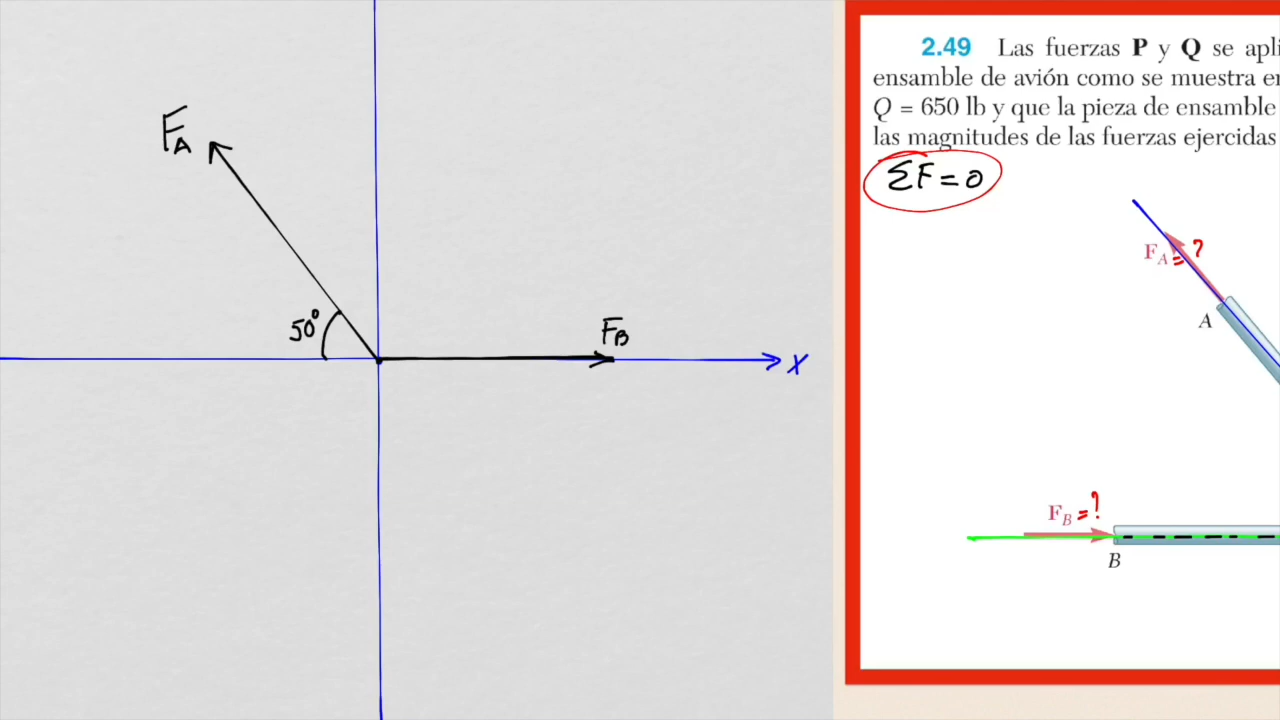 F_A
50°
F_B
X
2.49 Las fuerzas P y Q se apli
ensamble de avión como se muestra en
Q = 650 lb y que la pieza de ensamble
las magnitudes de las fuerzas ejercidas
ΣF = 0
F_A = ?
A
F_B = ?
B